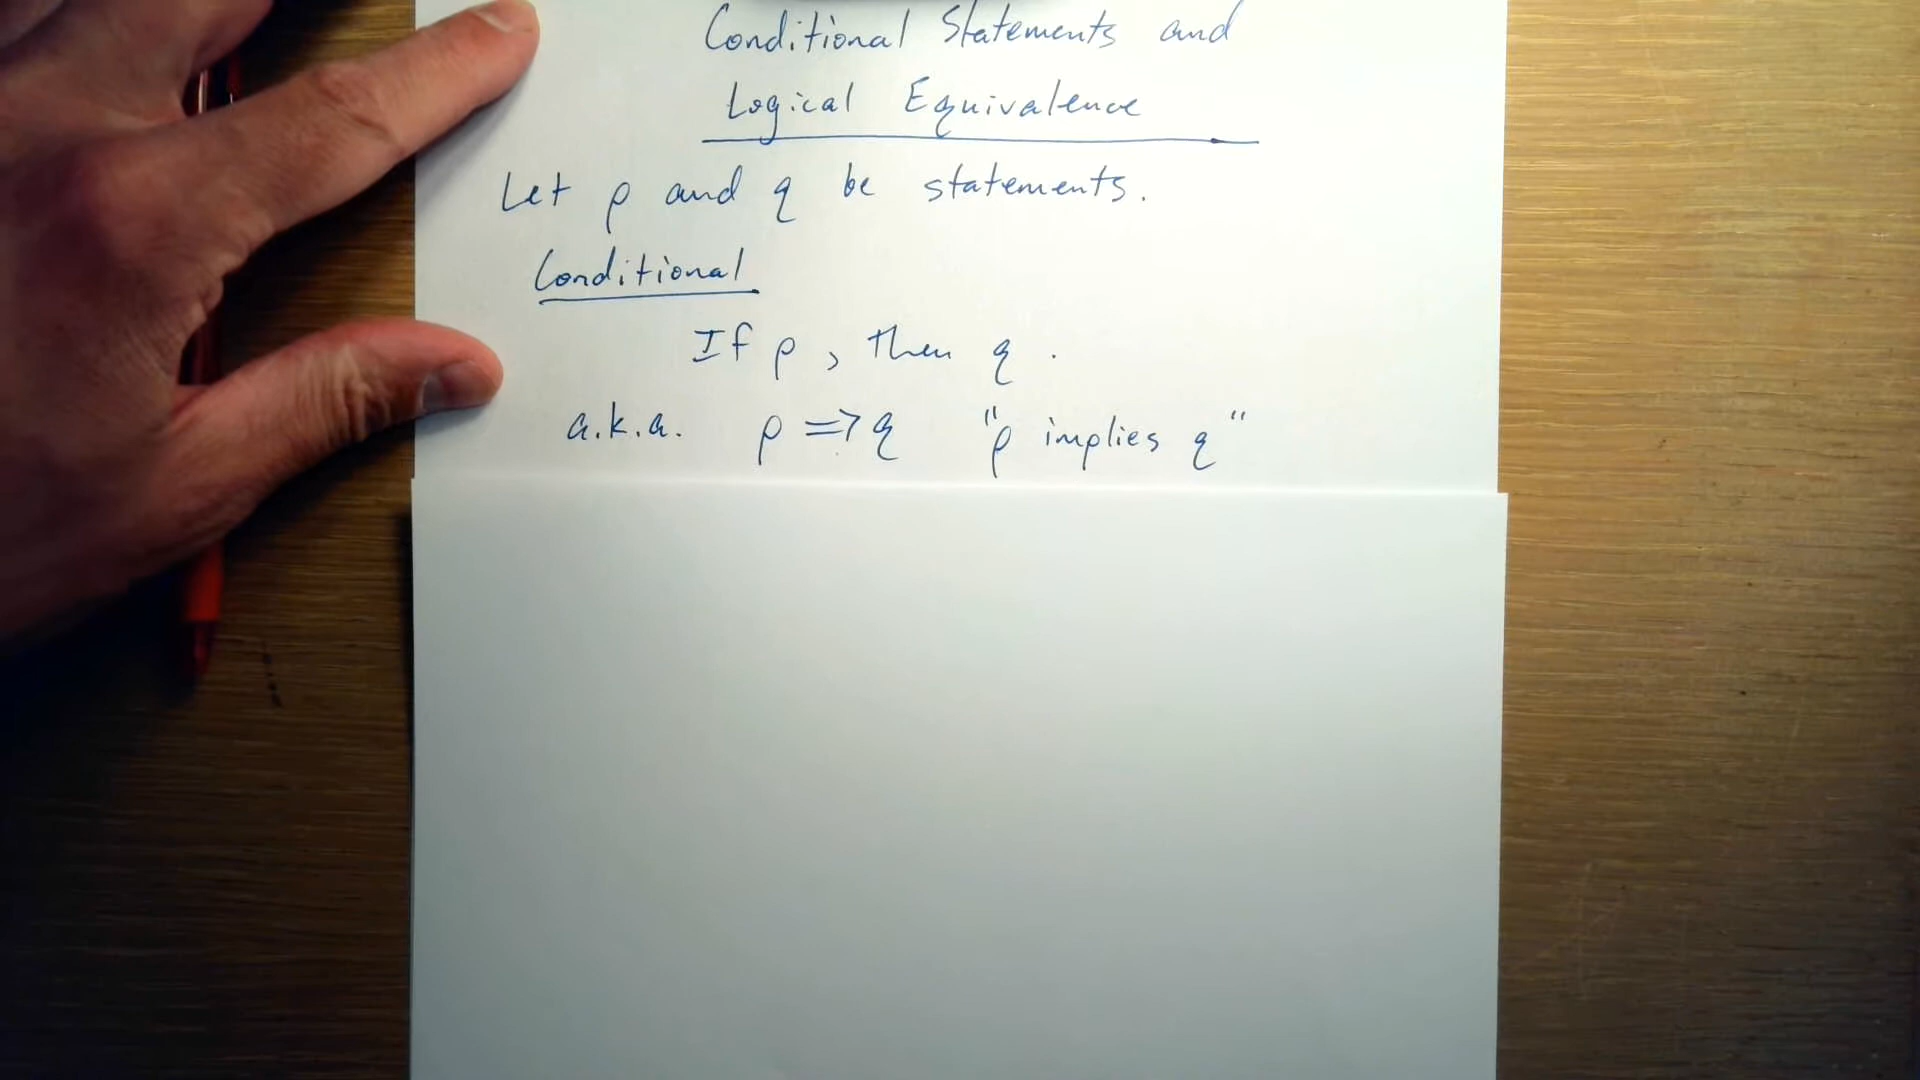 Conditional Statements and
Logical Equivalence
Let p and q be statements.
Conditional
If p, then q.
a.k.a. p => q "p implies q"